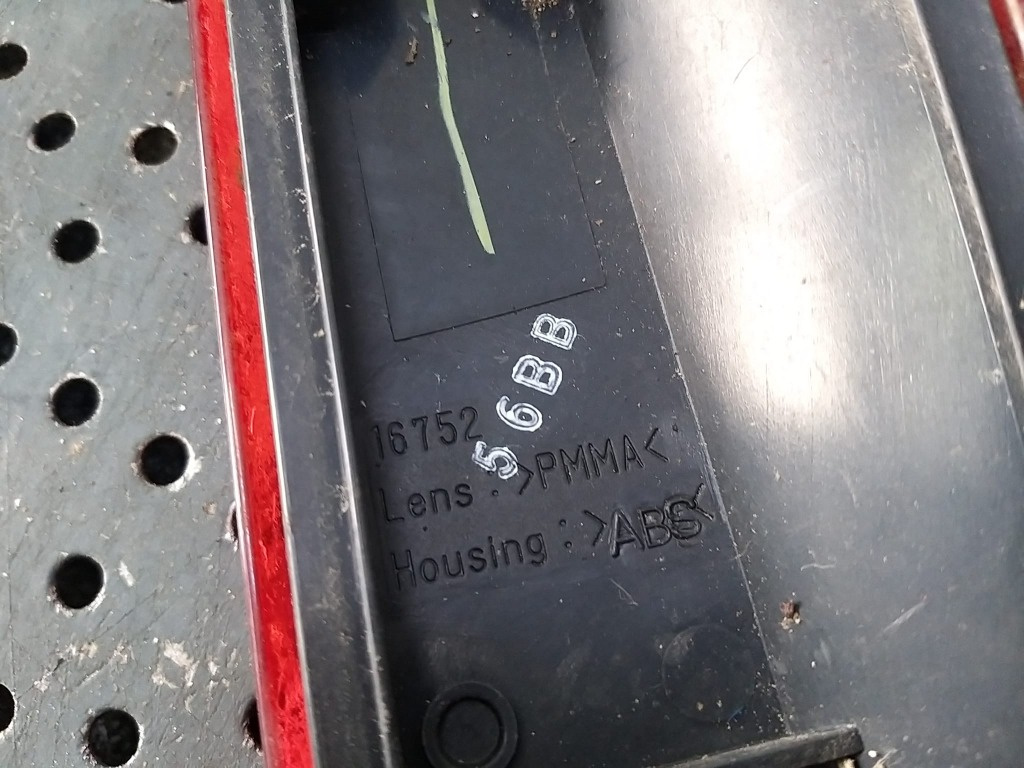 56BB
16752
Lens : >PMMA<
Housing : >ABS<